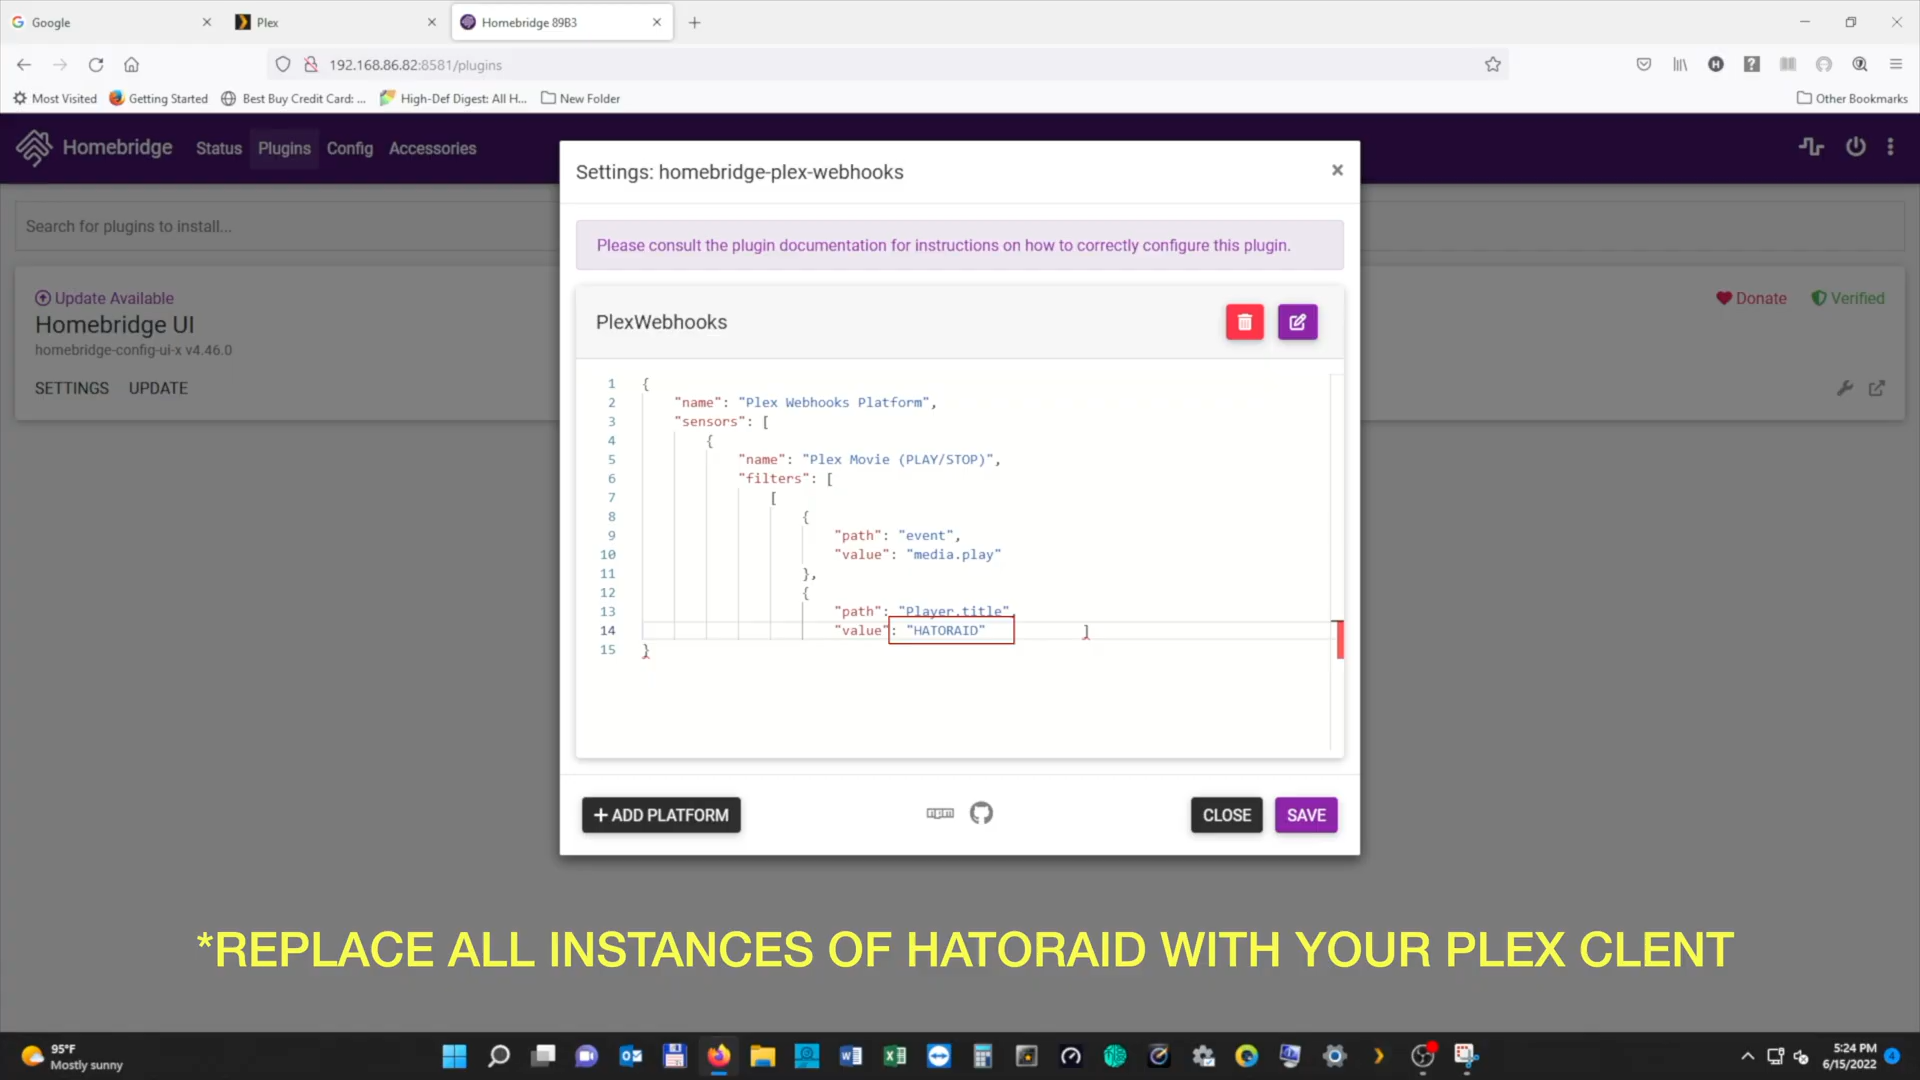 Google
Plex
Homebridge 89B3
192.168.86.82:8581/plugins
Most Visited
Getting Started
Best Buy Credit Card: ...
High-Def Digest: All H...
New Folder
Other Bookmarks
Homebridge
Status
Plugins
Config
Accessories
Search for plugins to install...
Update Available
Homebridge UI
homebridge-config-ui-x v4.46.0
SETTINGS
UPDATE
Donate
Verified
Settings: homebridge-plex-webhooks
Please consult the plugin documentation for instructions on how to correctly configure this plugin.
PlexWebhooks
1 {
2 "name": "Plex Webhooks Platform",
3 "sensors": [
4 {
5 "name": "Plex Movie (PLAY/STOP)",
6 "filters": [
7 [
8 {
9 "path": "event",
10 "value": "media.play"
11 },
12 {
13 "path": "Player.title",
14 "value": "HATORAID" ]
15 }
+ ADD PLATFORM
npm
CLOSE
SAVE
*REPLACE ALL INSTANCES OF HATORAID WITH YOUR PLEX CLENT
95°F
Mostly sunny
5:24 PM
6/15/2022
4